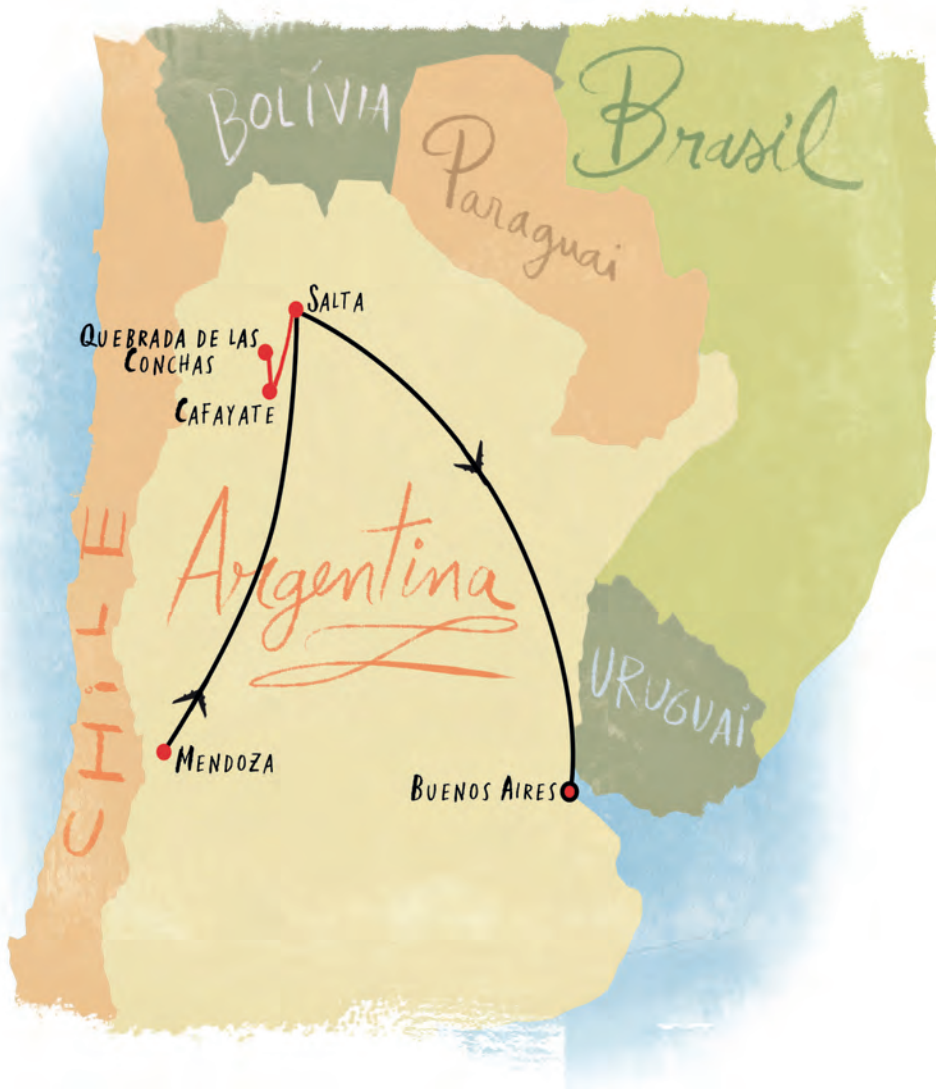 BOLÍVIA
Brasil
Paraguai
SALTA
QUEBRADA DE LAS
CONCHAS
CAFAYATE
Argentina
CHiLE
URUGUAi
MENDOZA
BUENOS AIRES